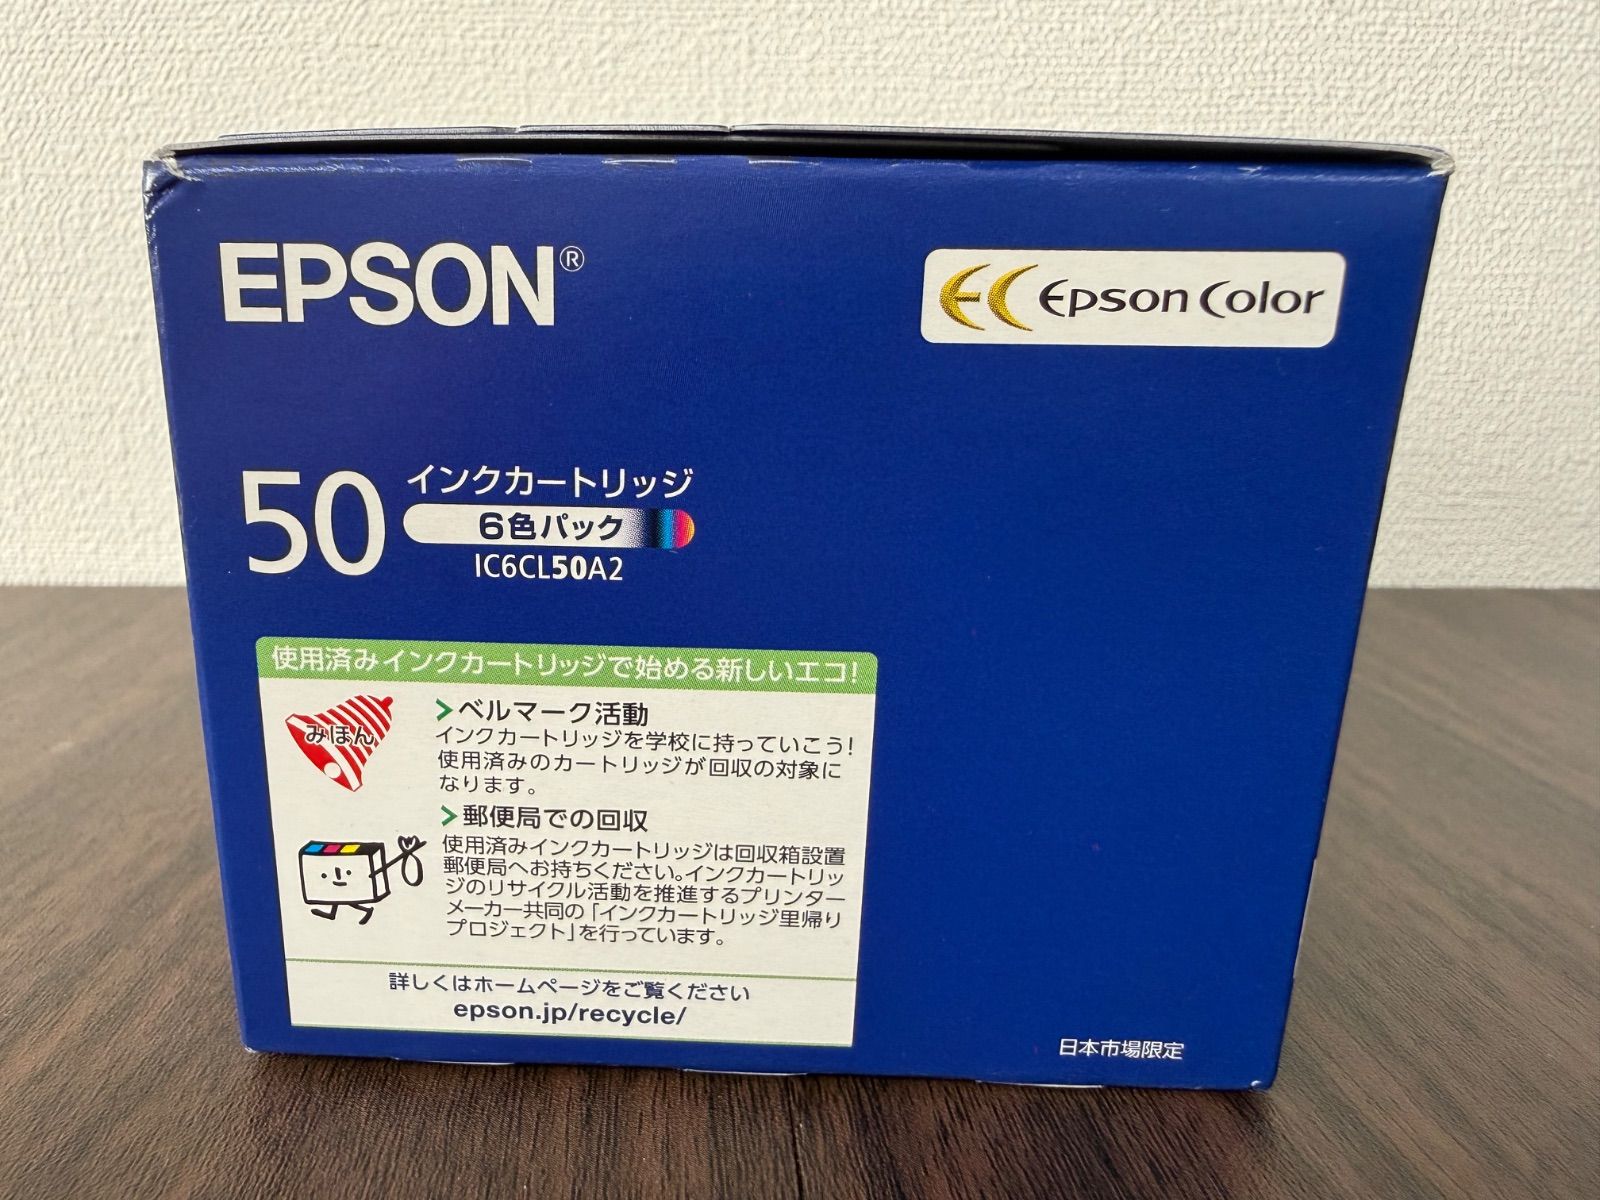 EPSON®
EC Epson Color
50
インクカートリッジ
6色パック
IC6CL50A2
使用済みインクカートリッジで始める新しいエコ!
みほん
ベルマーク活動
インクカートリッジを学校に持っていこう!
使用済みのカートリッジが回収の対象に
なります。
郵便局での回収
使用済みインクカートリッジは回収箱設置
郵便局へお持ちください。インクカートリッ
ジのリサイクル活動を推進するプリンター
メーカー共同の「インクカートリッジ里帰り
プロジェクト」を行っています。
詳しくはホームページをご覧ください
epson.jp/recycle/
日本市場限定